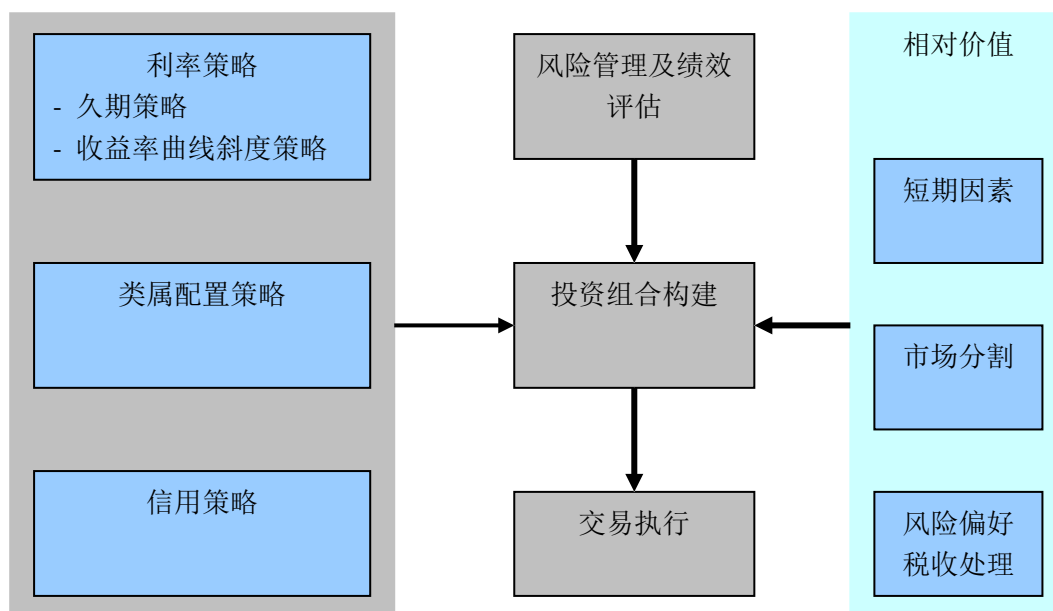 利率策略
- 久期策略
- 收益率曲线斜度策略
类属配置策略
信用策略
风险管理及绩效
评估
投资组合构建
交易执行
相对价值
短期因素
市场分割
风险偏好
税收处理